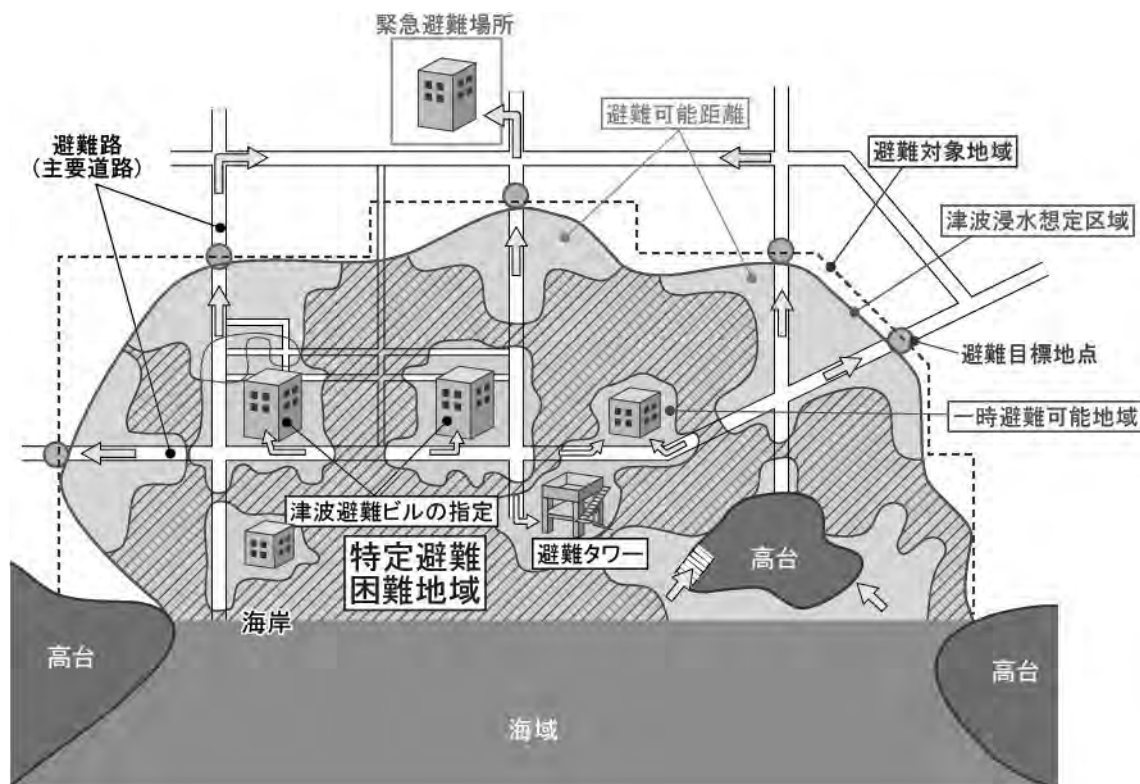 緊急避難場所
避難可能距離
避難路
(主要道路)
避難対象地域
津波浸水想定区域
避難目標地点
一時避難可能地域
津波避難ビルの指定
避難タワー
特定避難
困難地域
高台
海岸
高台
高台
海域